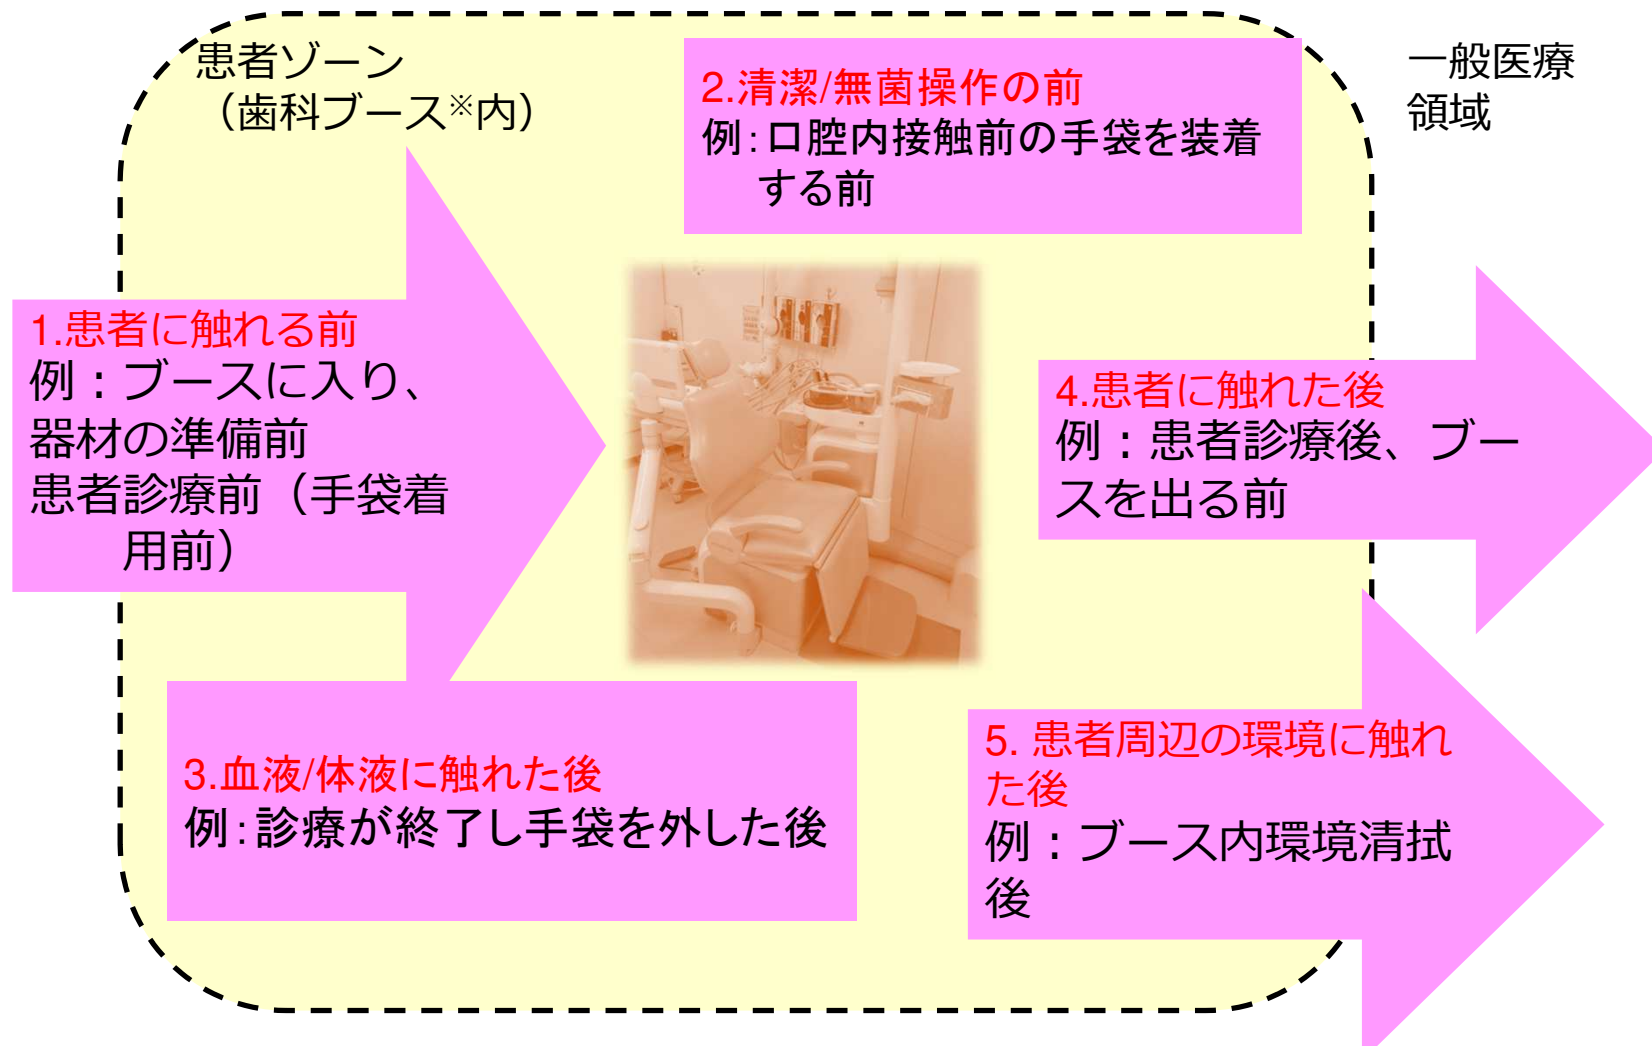 患者ゾーン
（歯科ブース※内）
2.清潔/無菌操作の前
例：口腔内接触前の手袋を装着
する前
一般医療
領域
1.患者に触れる前
例：ブースに入り、
器材の準備前
患者診療前（手袋着
用前）
4.患者に触れた後
例：患者診療後、ブー
スを出る前
3.血液/体液に触れた後
例：診療が終了し手袋を外した後
5. 患者周辺の環境に触れ
た後
例：ブース内環境清拭
後